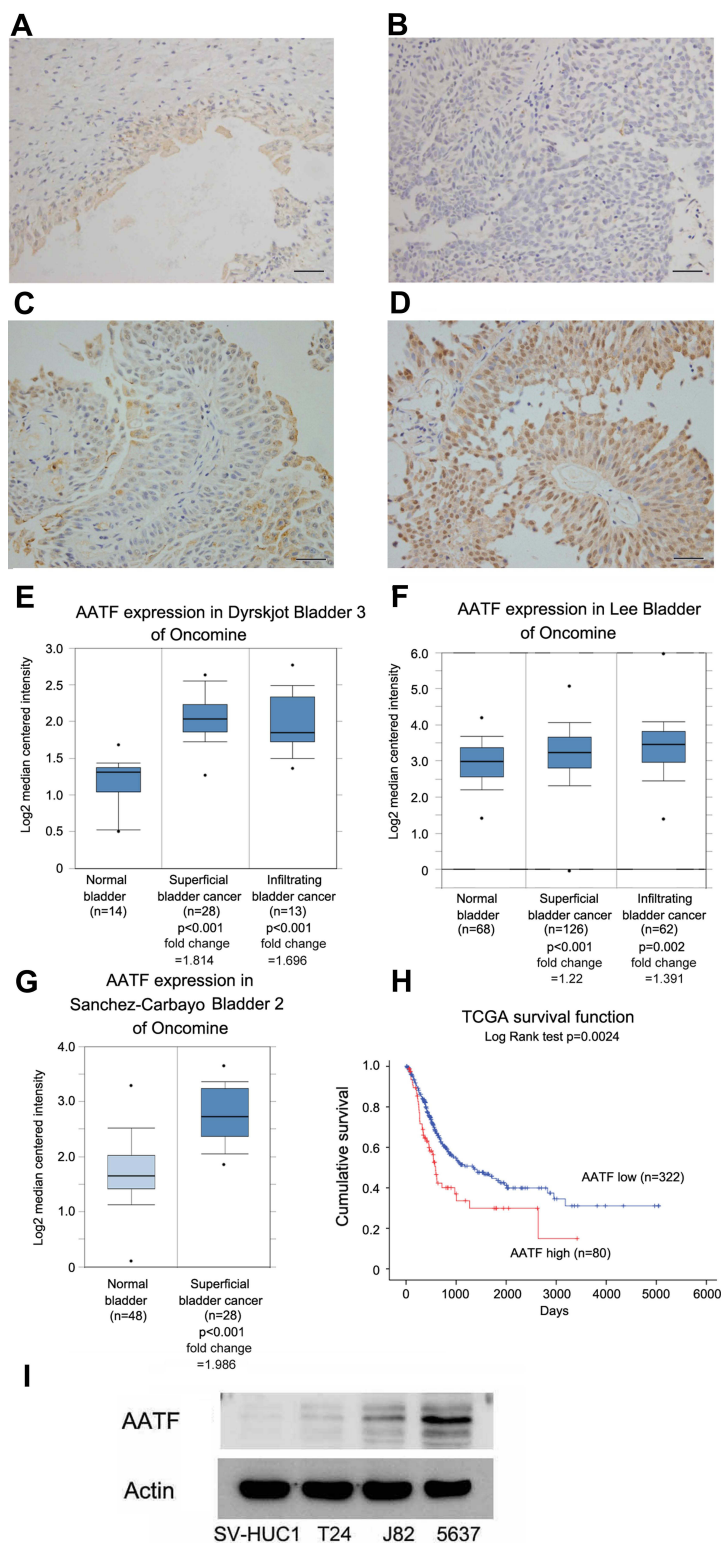 A
B
C
D
E
AATF expression in Dyrskjot Bladder 3
of Oncomine
Log2 median centered intensity
3.0
2.5
2.0
1.5
1.0
0.5
0
Normal
bladder
(n=14)
Superficial
bladder cancer
(n=28)
p<0.001
fold change
=1.814
Infiltrating
bladder cancer
(n=13)
p<0.001
fold change
=1.696
F
AATF expression in Lee Bladder
of Oncomine
Log2 median centered intensity
6.0
5.0
4.0
3.0
2.0
1.0
0
Normal
bladder
(n=68)
Superficial
bladder cancer
(n=126)
p<0.001
fold change
=1.22
Infiltrating
bladder cancer
(n=62)
p=0.002
fold change
=1.391
G
AATF expression in
Sanchez-Carbayo Bladder 2
of Oncomine
Log2 median centered intensity
4.0
3.0
2.0
1.0
0
Normal
bladder
(n=48)
Superficial
bladder cancer
(n=28)
p<0.001
fold change
=1.986
H
TCGA survival function
Log Rank test p=0.0024
Cumulative survival
1.0
0.8
0.6
0.4
0.2
0
AATF low (n=322)
AATF high (n=80)
0 1000 2000 3000 4000 5000 6000
Days
I
AATF
Actin
SV-HUC1 T24 J82 5637